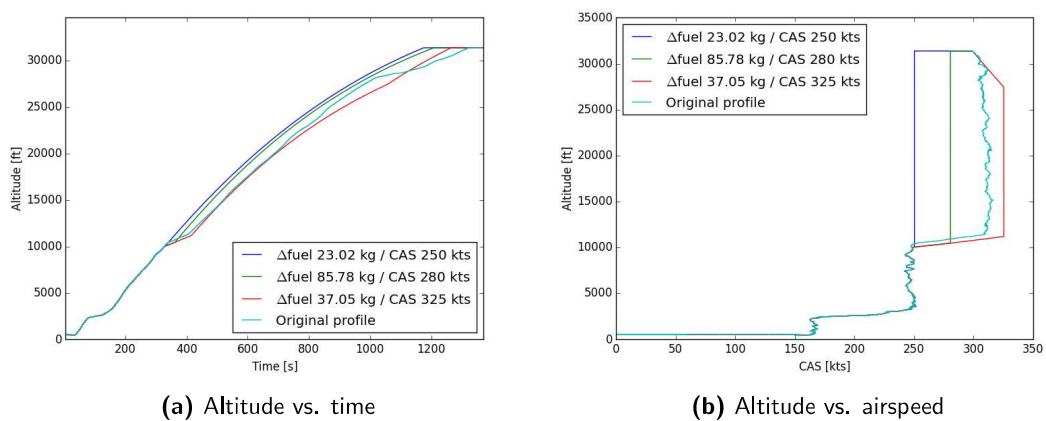 30000
25000
20000
15000
10000
5000
0
Altitude [ft]
200
400
600
800
1000
1200
Time [s]
Δfuel 23.02 kg / CAS 250 kts
Δfuel 85.78 kg / CAS 280 kts
Δfuel 37.05 kg / CAS 325 kts
Original profile
(a) Altitude vs. time
35000
30000
25000
20000
15000
10000
5000
0
Altitude [ft]
Δfuel 23.02 kg / CAS 250 kts
Δfuel 85.78 kg / CAS 280 kts
Δfuel 37.05 kg / CAS 325 kts
Original profile
0
50
100
150
200
250
300
350
CAS [kts]
(b) Altitude vs. airspeed